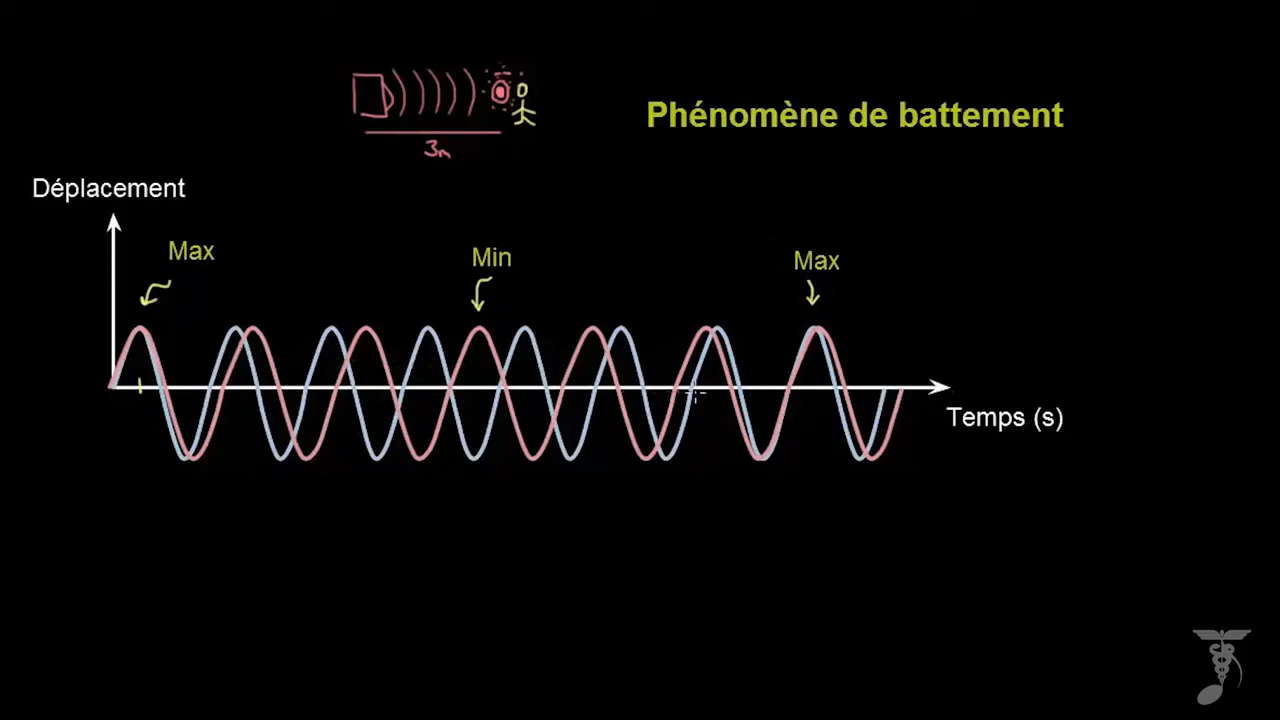 Phénomène de battement
3m
Déplacement
Max
Min
Max
Temps (s)